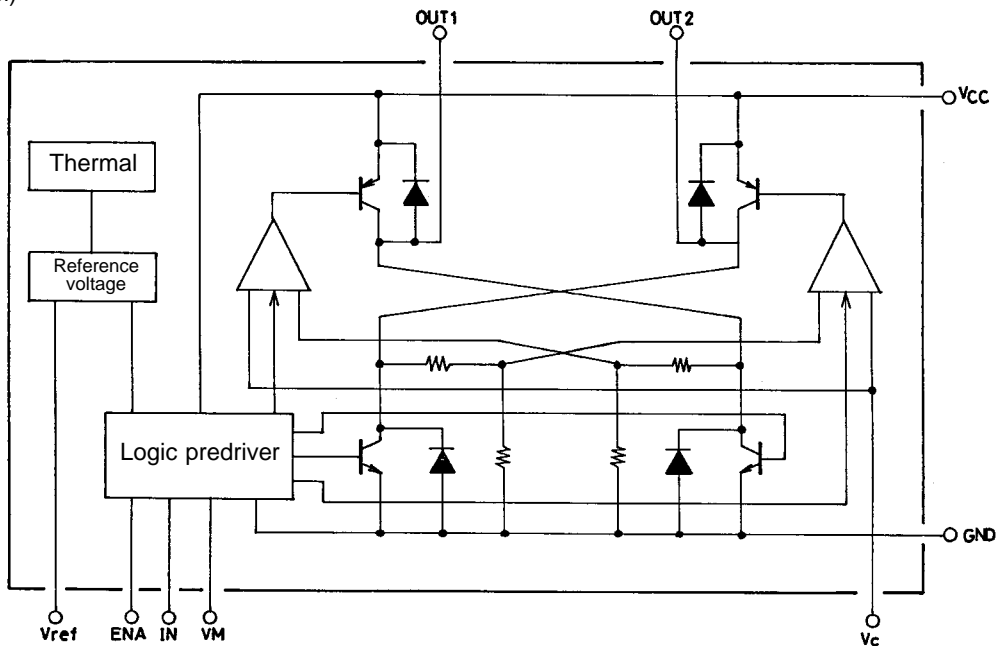 OUT1
OUT2
VCC
Thermal
Reference
voltage
Logic predriver
GND
Vref
ENA
IN
VM
Vc